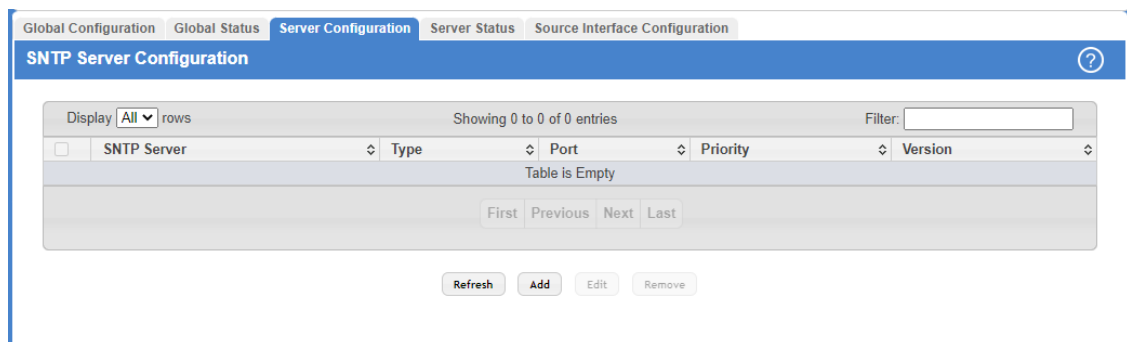 Global Configuration Global Status Server Configuration Server Status Source Interface Configuration
SNTP Server Configuration ?
Display All rows Showing 0 to 0 of 0 entries Filter:
SNTP Server Type Port Priority Version
Table is Empty
First Previous Next Last
Refresh Add Edit Remove